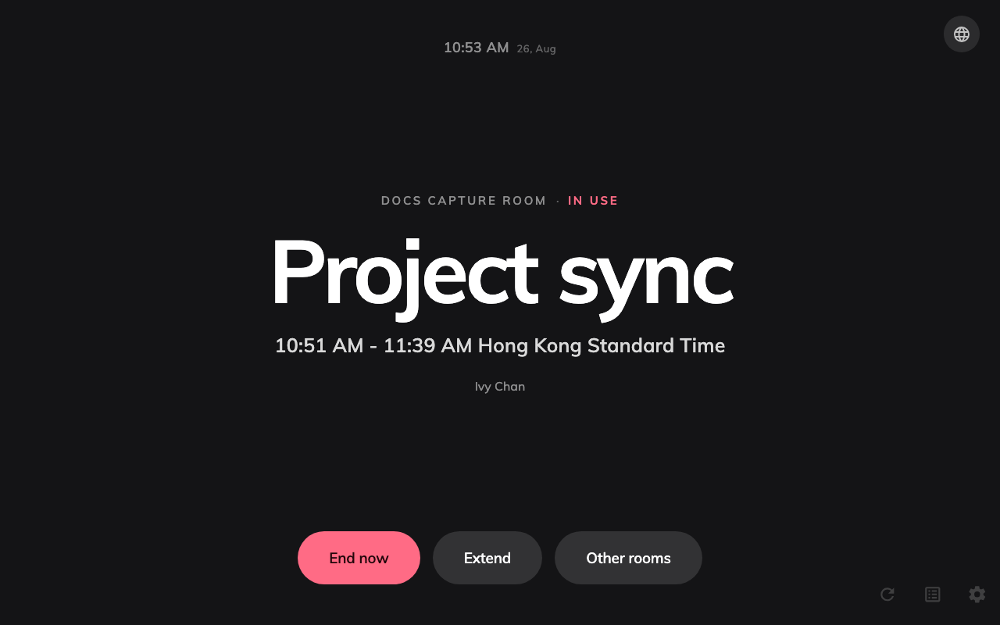 10:53 AM 26, Aug
DOCS CAPTURE ROOM · IN USE
Project sync
10:51 AM - 11:39 AM Hong Kong Standard Time
Ivy Chan
End now
Extend
Other rooms